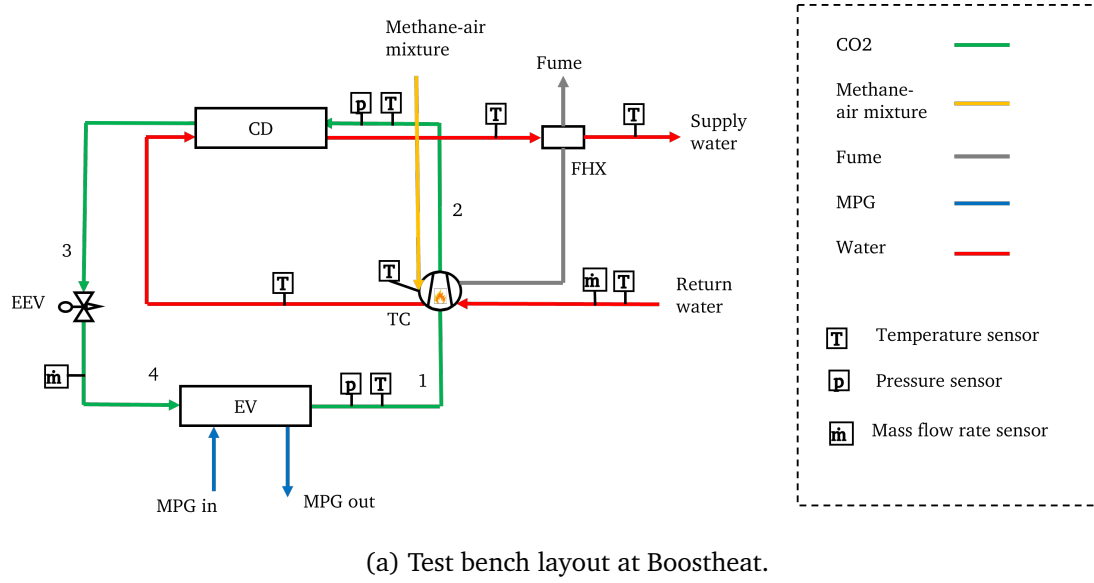 Methane-air
mixture
Fume
p
T
T
T
CD
Supply
water
FHX
2
3
T
T
ṁ
T
Return
water
EEV
TC
ṁ
4
p
T
1
EV
MPG in
MPG out
CO2
Methane-
air mixture
Fume
MPG
Water
T
Temperature sensor
p
Pressure sensor
ṁ
Mass flow rate sensor
(a) Test bench layout at Boostheat.